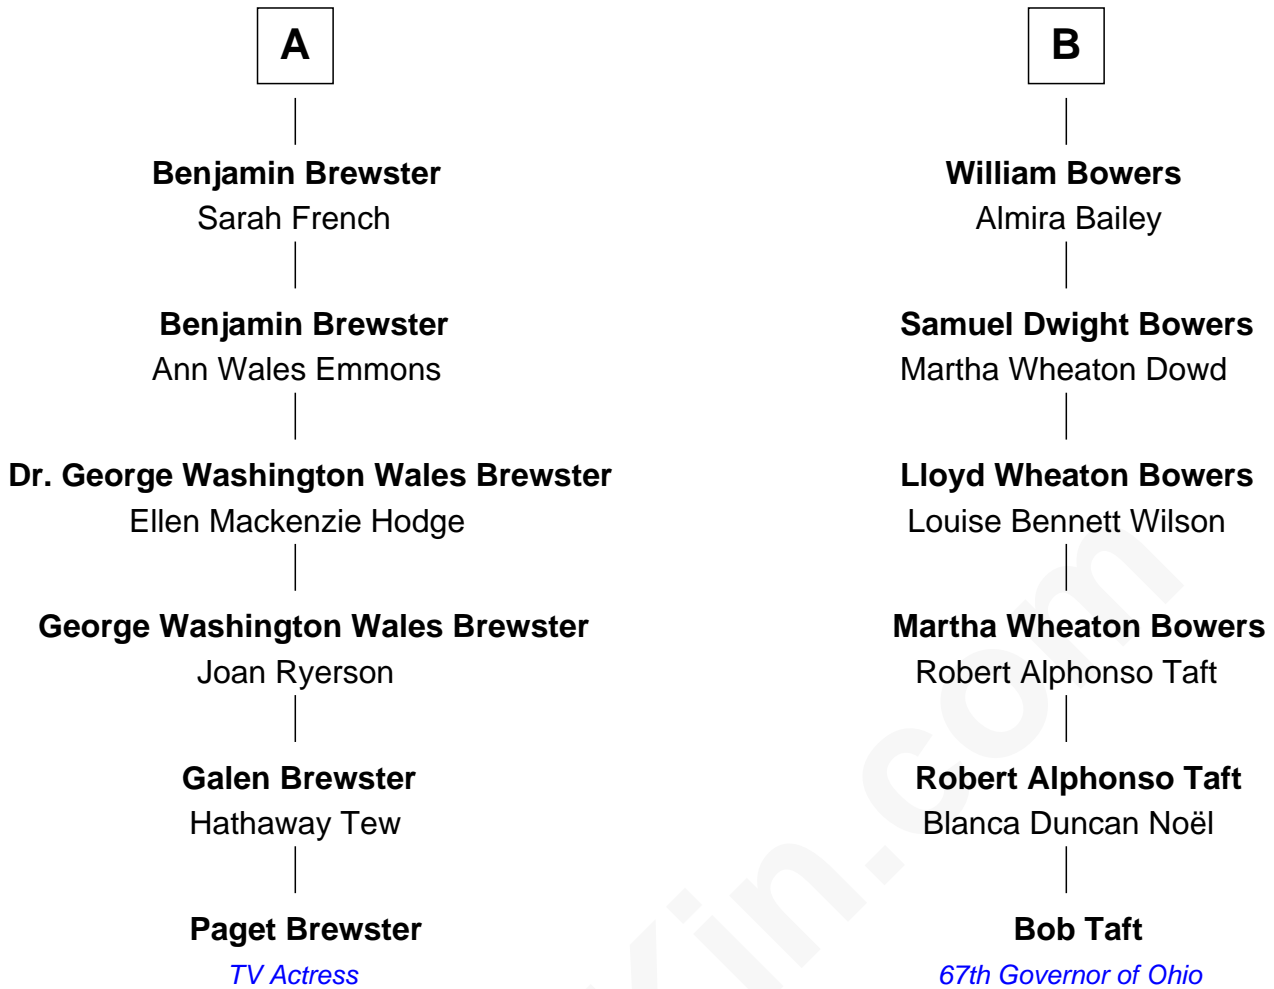 A
Benjamin Brewster
Sarah French
Benjamin Brewster
Ann Wales Emmons
Dr. George Washington Wales Brewster
Ellen Mackenzie Hodge
George Washington Wales Brewster
Joan Ryerson
Galen Brewster
Hathaway Tew
Paget Brewster
TV Actress
B
William Bowers
Almira Bailey
Samuel Dwight Bowers
Martha Wheaton Dowd
Lloyd Wheaton Bowers
Louise Bennett Wilson
Martha Wheaton Bowers
Robert Alphonso Taft
Robert Alphonso Taft
Blanca Duncan Noël
Bob Taft
67th Governor of Ohio
Kin.com